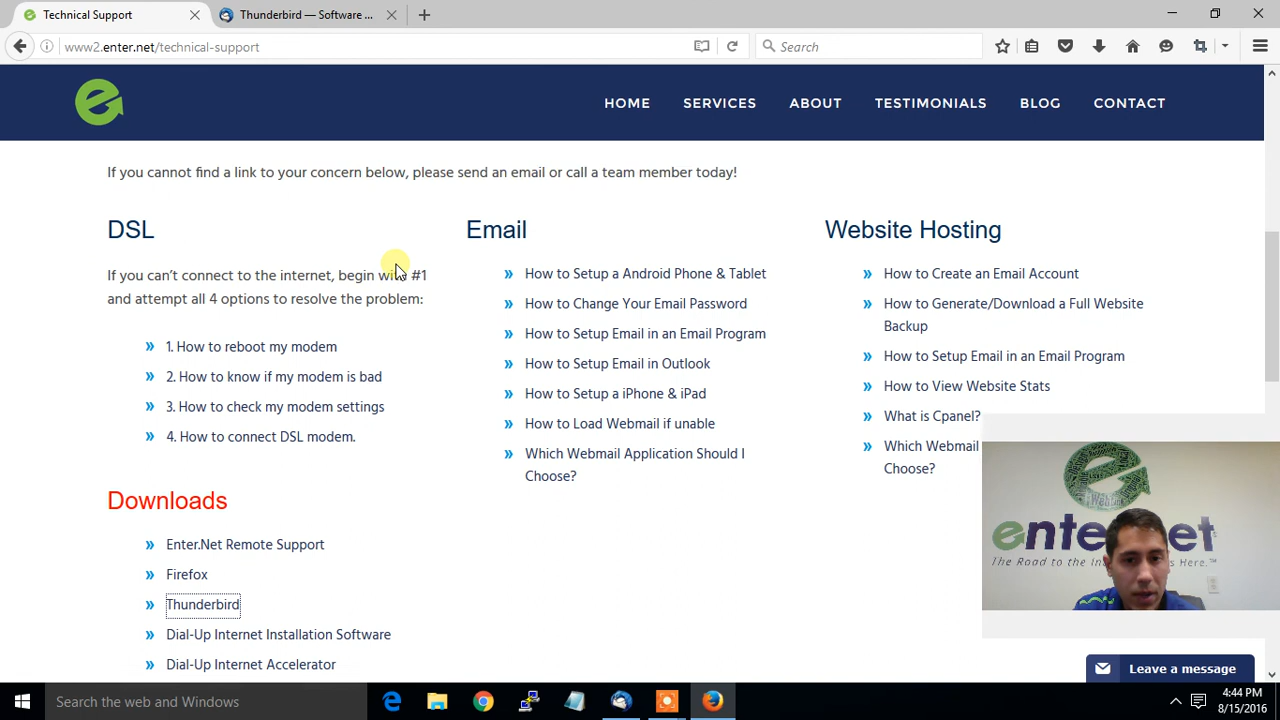 Technical Support
Thunderbird — Software ...
www2.enter.net/technical-support
Search
HOME SERVICES ABOUT TESTIMONIALS BLOG CONTACT
If you cannot find a link to your concern below, please send an email or call a team member today!
DSL
If you can't connect to the internet, begin with #1
and attempt all 4 options to resolve the problem:
» 1. How to reboot my modem
» 2. How to know if my modem is bad
» 3. How to check my modem settings
» 4. How to connect DSL modem.
Downloads
» Enter.Net Remote Support
» Firefox
» Thunderbird
» Dial-Up Internet Installation Software
» Dial-Up Internet Accelerator
Email
» How to Setup a Android Phone & Tablet
» How to Change Your Email Password
» How to Setup Email in an Email Program
» How to Setup Email in Outlook
» How to Setup a iPhone & iPad
» How to Load Webmail if unable
» Which Webmail Application Should I
Choose?
Website Hosting
» How to Create an Email Account
» How to Generate/Download a Full Website
Backup
» How to Setup Email in an Email Program
» How to View Website Stats
» What is Cpanel?
» Which Webmail
Choose?
enter.net
The Road to the Here.
Leave a message
Search the web and Windows
4:44 PM
8/15/2016